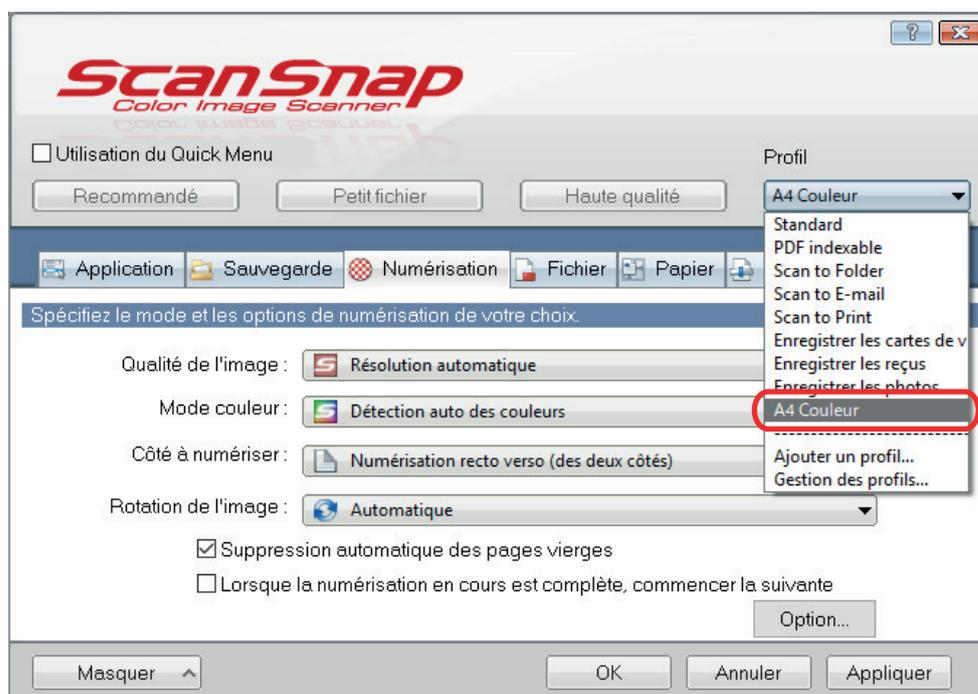 ScanSnap
Color Image Scanner
Utilisation du Quick Menu
Profil
Recommandé
Petit fichier
Haute qualité
A4 Couleur
Standard
PDF indexable
Scan to Folder
Scan to E-mail
Scan to Print
Enregistrer les cartes de v
Enregistrer les reçus
Enregistrer les photos
A4 Couleur
Ajouter un profil...
Gestion des profils...
Application
Sauvegarde
Numérisation
Fichier
Papier
Spécifiez le mode et les options de numérisation de votre choix.
Qualité de l'image : Résolution automatique
Mode couleur : Détection auto des couleurs
Côté à numériser : Numérisation recto verso (des deux côtés)
Rotation de l'image : Automatique
Suppression automatique des pages vierges
Lorsque la numérisation en cours est complète, commencer la suivante
Option...
Masquer
OK
Annuler
Appliquer